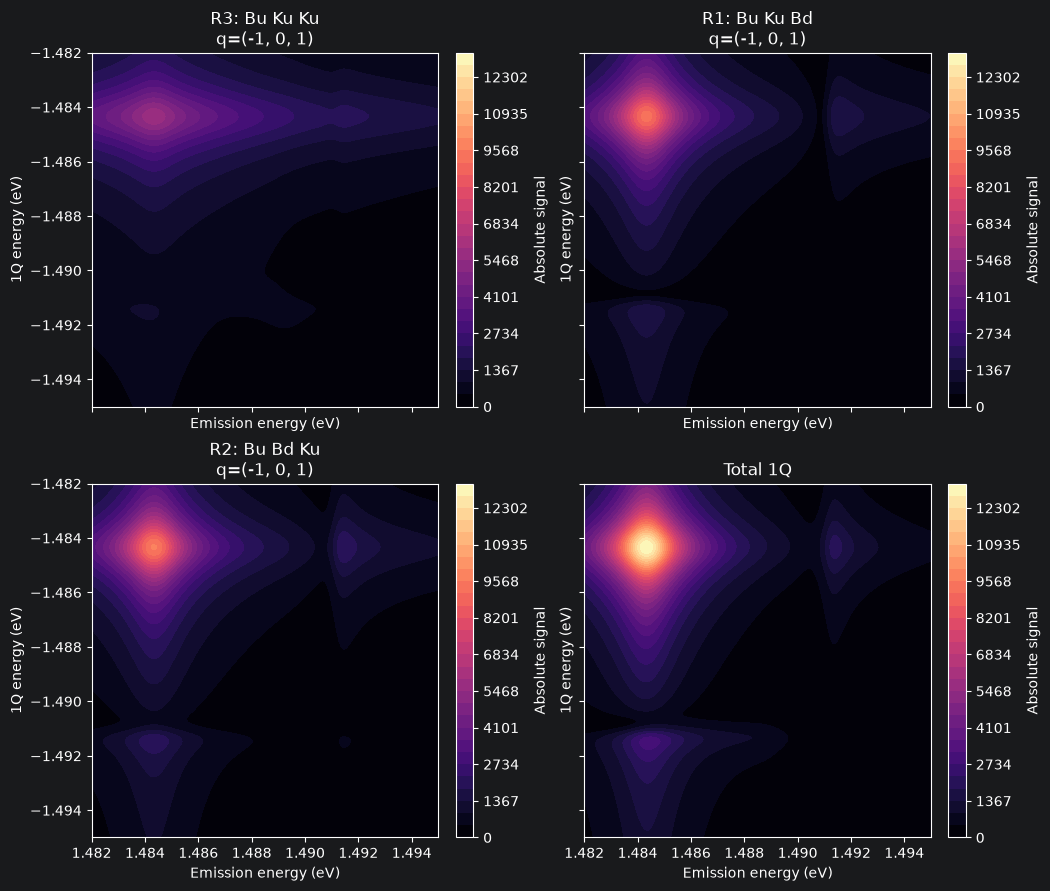 R3: Bu Ku Ku
q=(-1, 0, 1)
−1.482
−1.484
−1.486
−1.488
−1.490
−1.492
−1.494
1Q energy (eV)
Emission energy (eV)
12302
10935
9568
8201
6834
5468
4101
2734
1367
0
Absolute signal
R1: Bu Ku Bd
q=(-1, 0, 1)
1Q energy (eV)
Emission energy (eV)
12302
10935
9568
8201
6834
5468
4101
2734
1367
0
Absolute signal
R2: Bu Bd Ku
q=(-1, 0, 1)
−1.482
−1.484
−1.486
−1.488
−1.490
−1.492
−1.494
1Q energy (eV)
1.482 1.484 1.486 1.488 1.490 1.492 1.494
Emission energy (eV)
12302
10935
9568
8201
6834
5468
4101
2734
1367
0
Absolute signal
Total 1Q
1Q energy (eV)
1.482 1.484 1.486 1.488 1.490 1.492 1.494
Emission energy (eV)
12302
10935
9568
8201
6834
5468
4101
2734
1367
0
Absolute signal